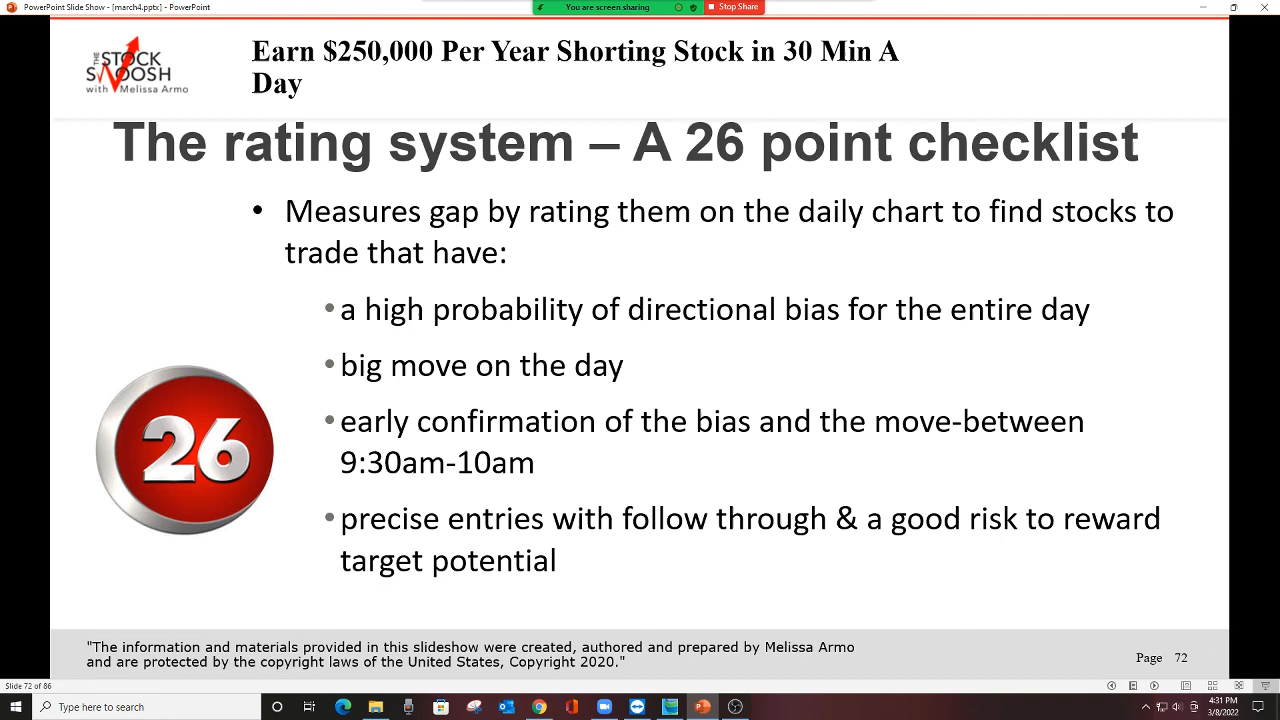 PowerPoint Slide Show - [march4.pptx] - PowerPoint
You are screen sharing
Stop Share
THE
STOCK
SWOOSH
with Melissa Armo
Earn $250,000 Per Year Shorting Stock in 30 Min A
Day
The rating system – A 26 point checklist
• Measures gap by rating them on the daily chart to find stocks to
trade that have:
• a high probability of directional bias for the entire day
• big move on the day
• early confirmation of the bias and the move-between
9:30am-10am
• precise entries with follow through & a good risk to reward
target potential
26
"The information and materials provided in this slideshow were created, authored and prepared by Melissa Armo
and are protected by the copyright laws of the United States, Copyright 2020."
Page 72
Slide 72 of 86
Type here to search
4:31 PM
3/8/2022